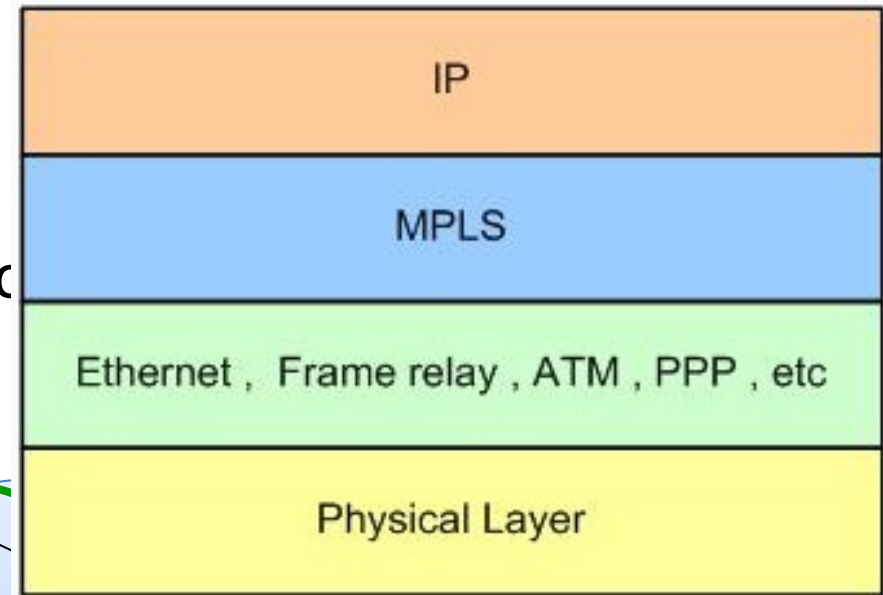 IP
MPLS
Ethernet , Frame relay , ATM , PPP , etc
Physical Layer